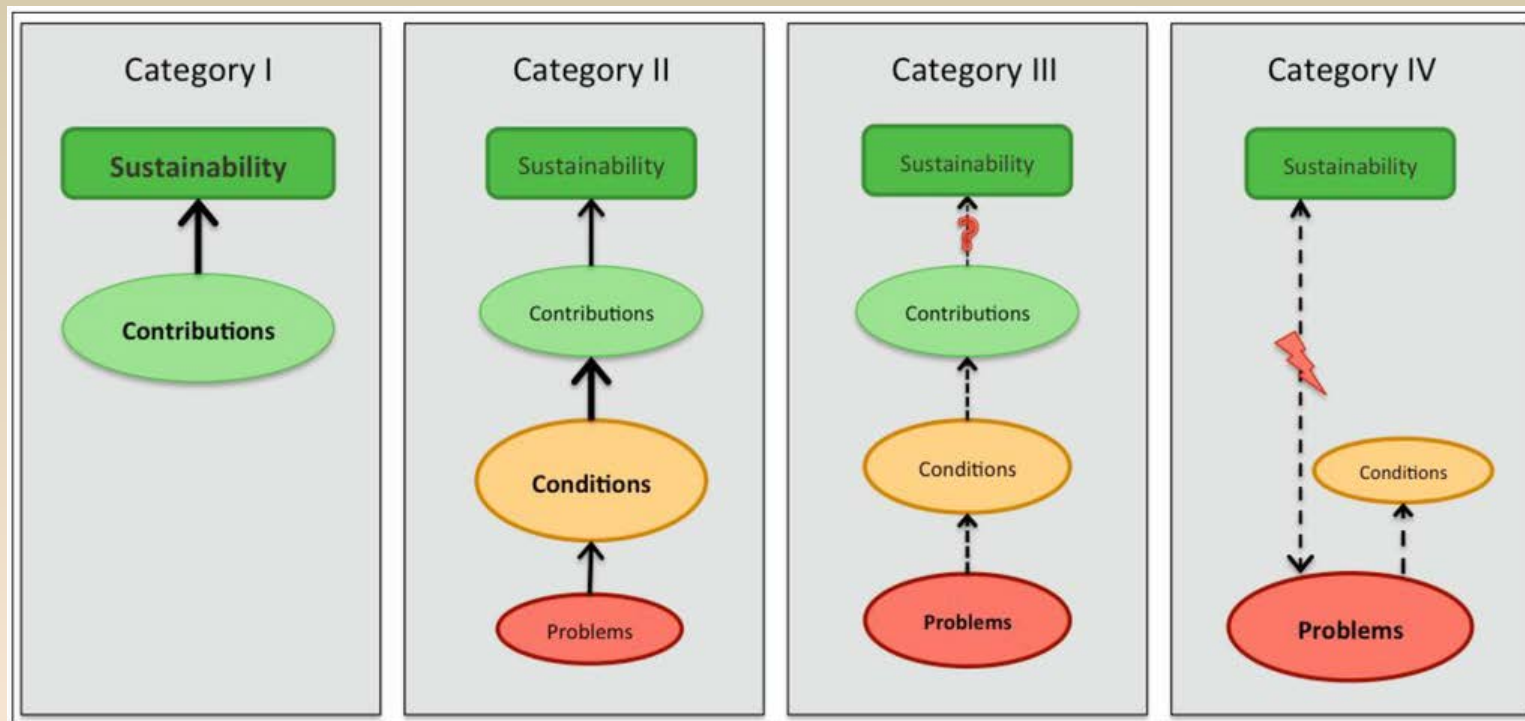 Category I
Sustainability
Contributions
Category II
Sustainability
Contributions
Conditions
Problems
Category III
Sustainability
?
Contributions
Conditions
Problems
Category IV
Sustainability
Conditions
Problems